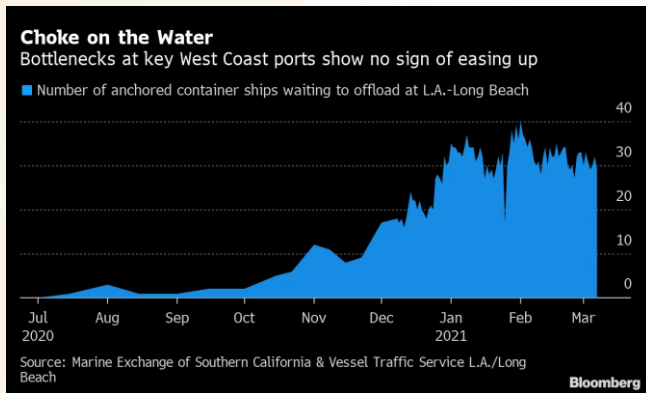 Choke on the Water
Bottlenecks at key West Coast ports show no sign of easing up
Number of anchored container ships waiting to offload at L.A.-Long Beach
40
30
20
10
0
Jul Aug Sep Oct Nov Dec Jan Feb Mar
2020 2021
Source: Marine Exchange of Southern California & Vessel Traffic Service L.A./Long
Beach
Bloomberg